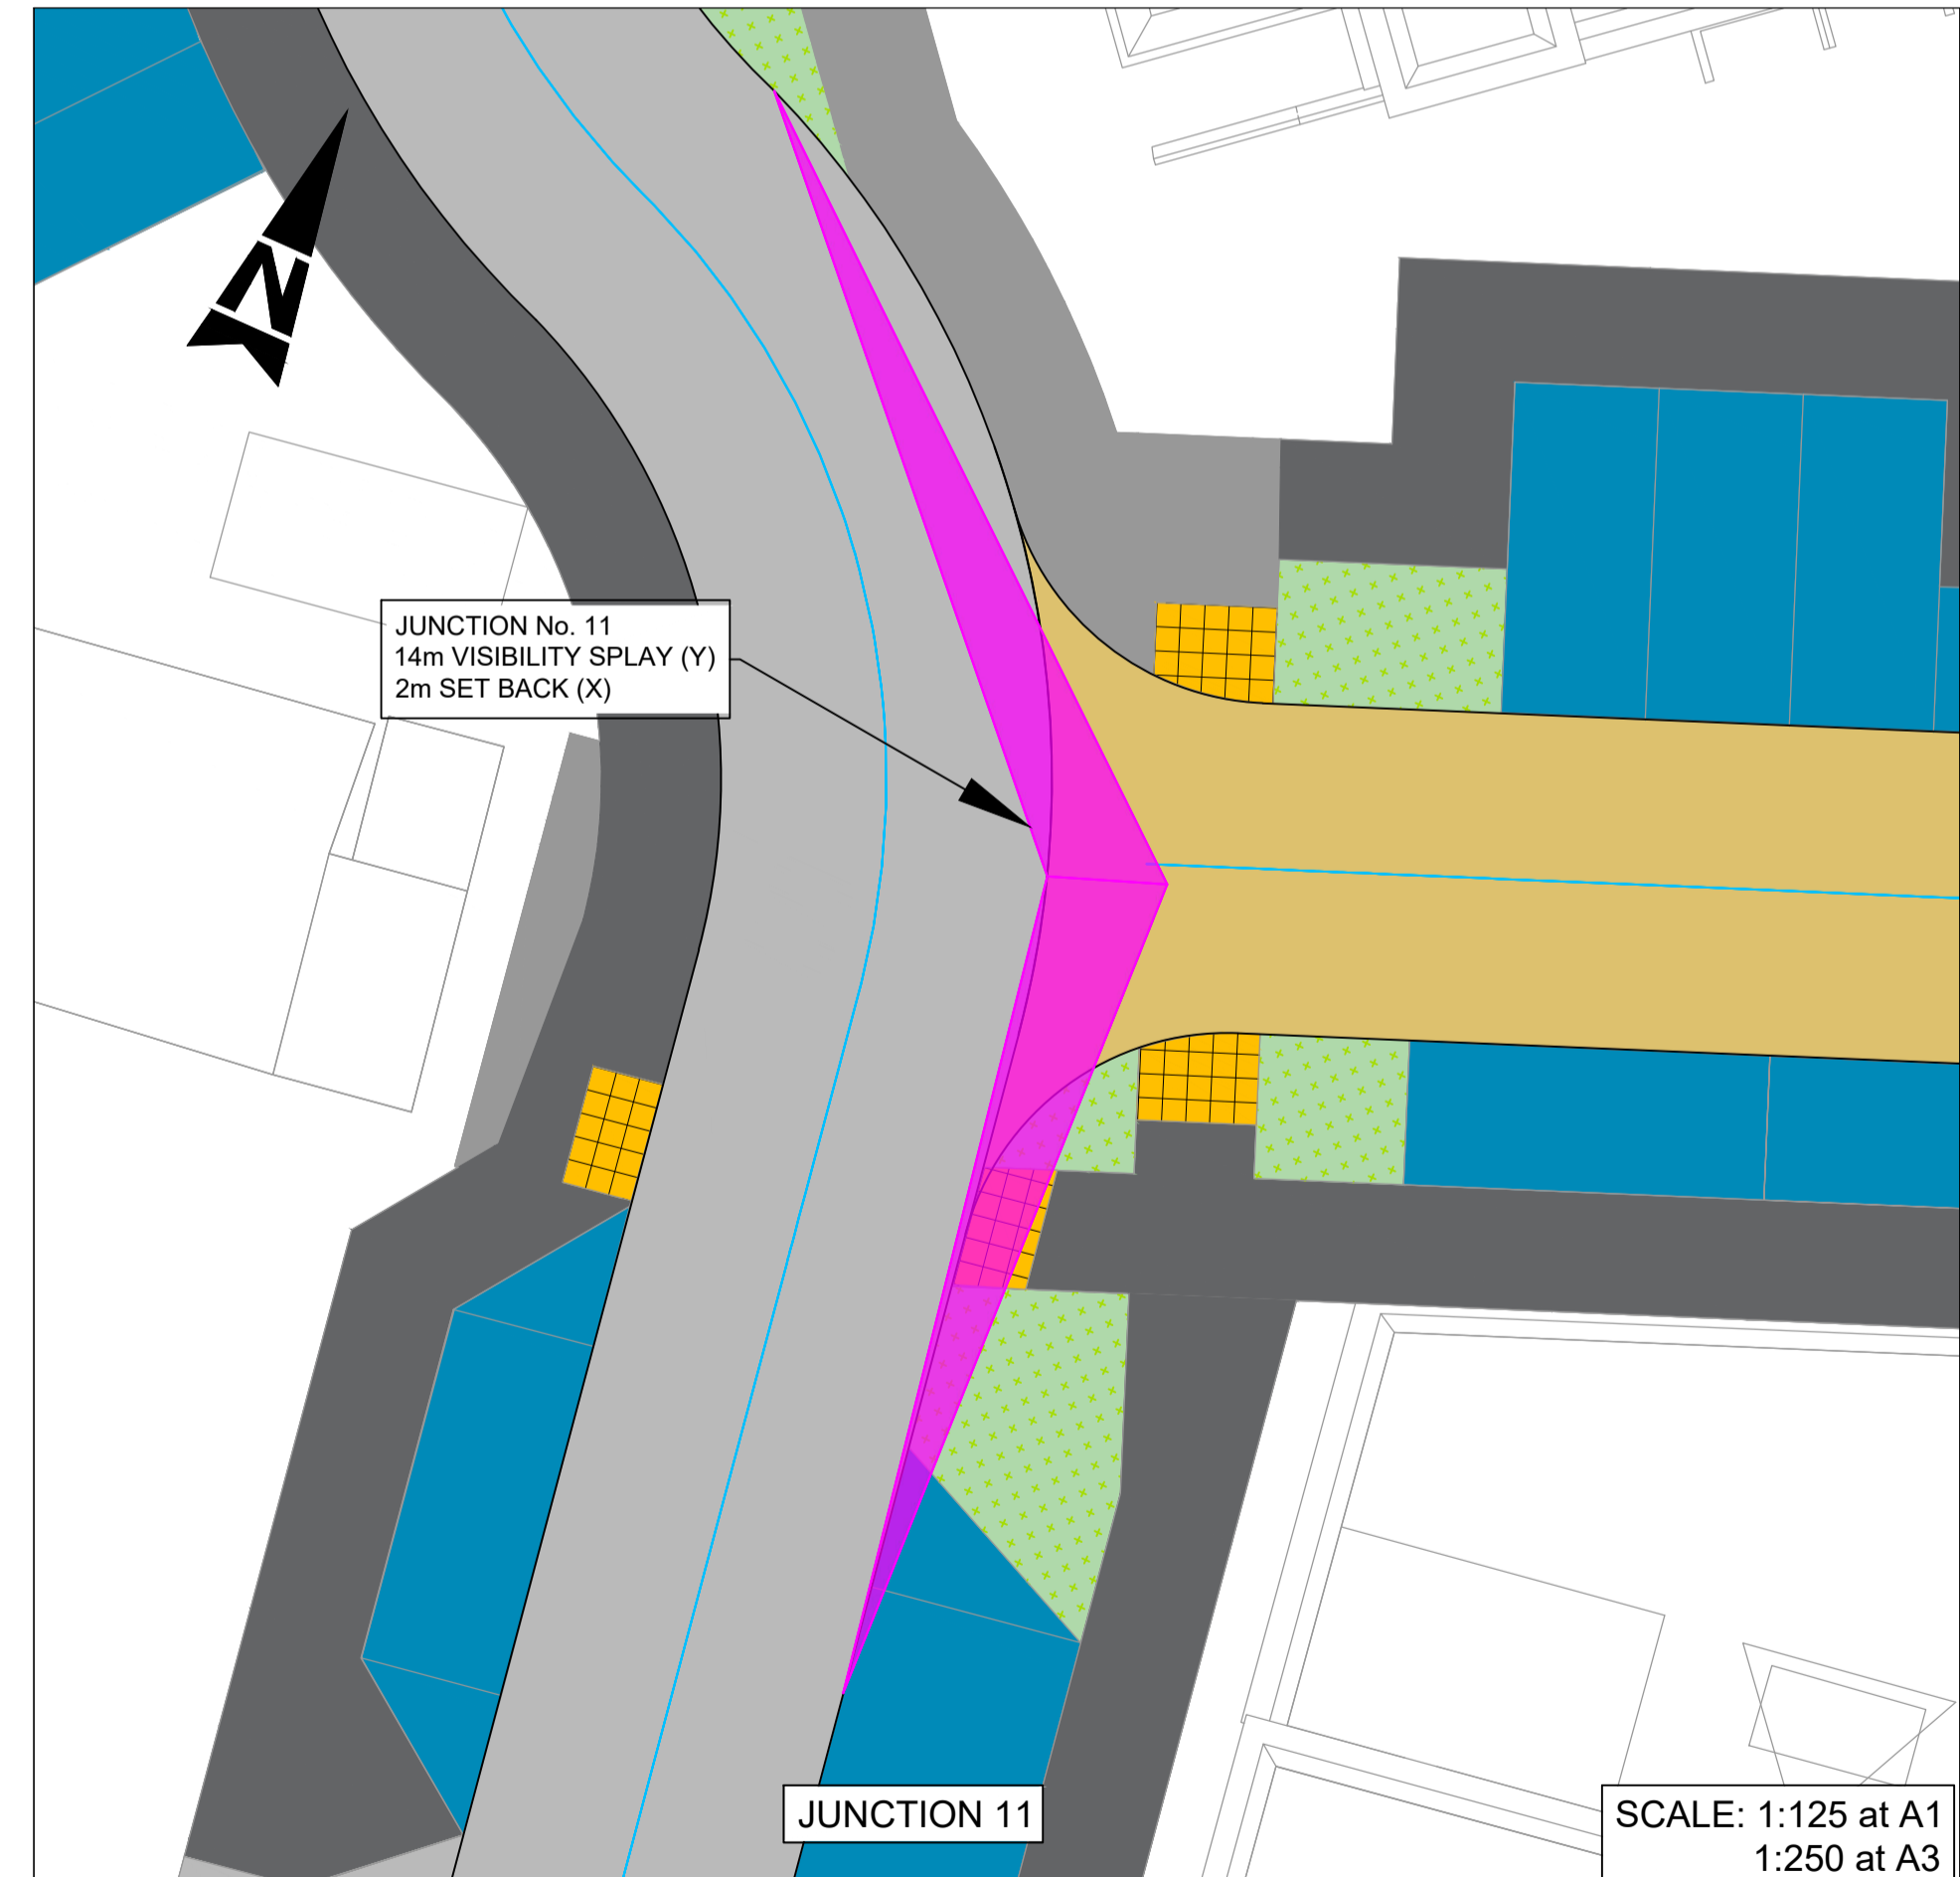 N
JUNCTION No. 11
14m VISIBILITY SPLAY (Y)
2m SET BACK (X)
JUNCTION 11
SCALE: 1:125 at A1
1:250 at A3